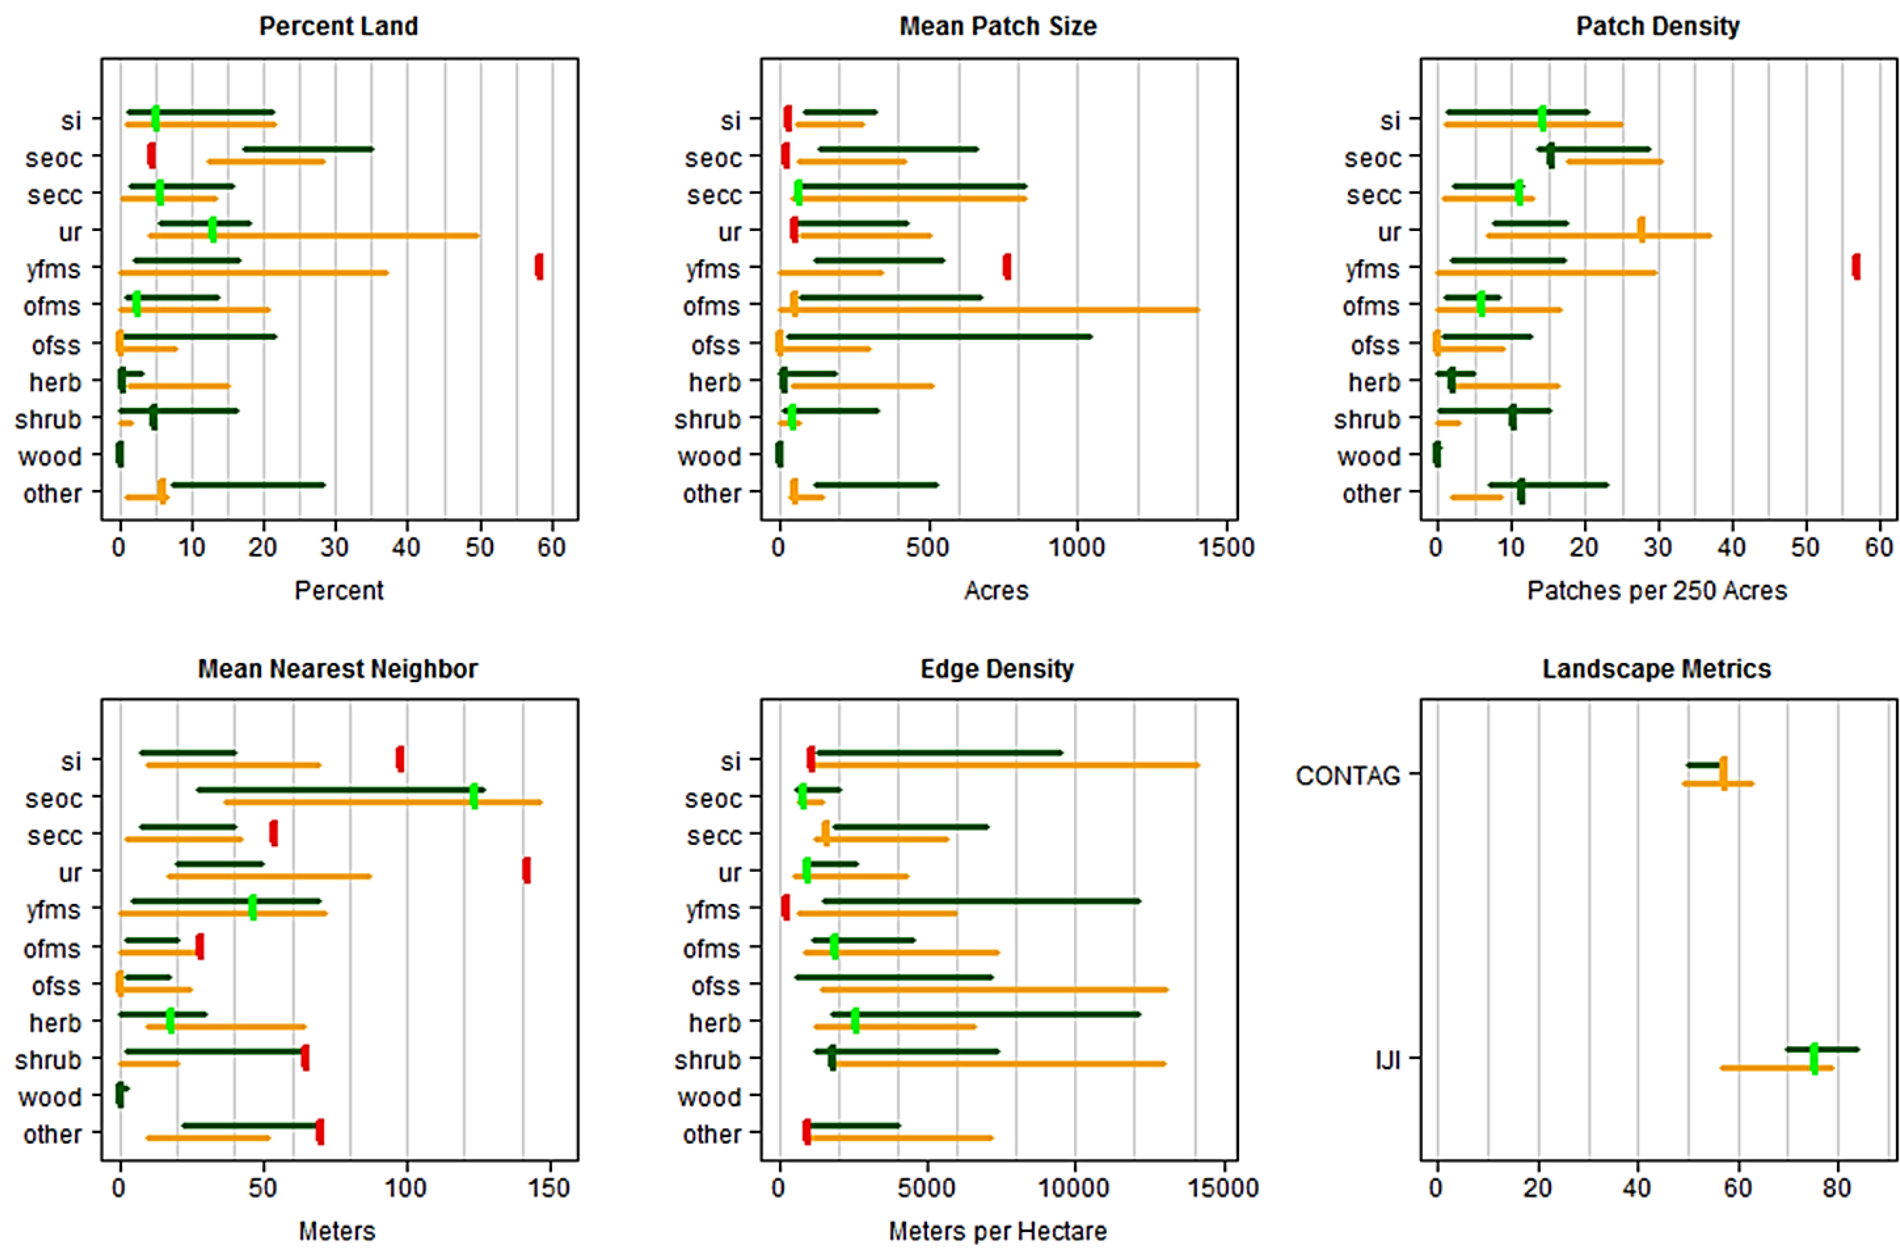 Percent Land
si
seoc
secc
ur
yfms
ofms
ofss
herb
shrub
wood
other
0 10 20 30 40 50 60
Percent
Mean Patch Size
si
seoc
secc
ur
yfms
ofms
ofss
herb
shrub
wood
other
0 500 1000 1500
Acres
Patch Density
si
seoc
secc
ur
yfms
ofms
ofss
herb
shrub
wood
other
0 10 20 30 40 50 60
Patches per 250 Acres
Mean Nearest Neighbor
si
seoc
secc
ur
yfms
ofms
ofss
herb
shrub
wood
other
0 50 100 150
Meters
Edge Density
si
seoc
secc
ur
yfms
ofms
ofss
herb
shrub
wood
other
0 5000 10000 15000
Meters per Hectare
Landscape Metrics
CONTAG
IJI
0 20 40 60 80